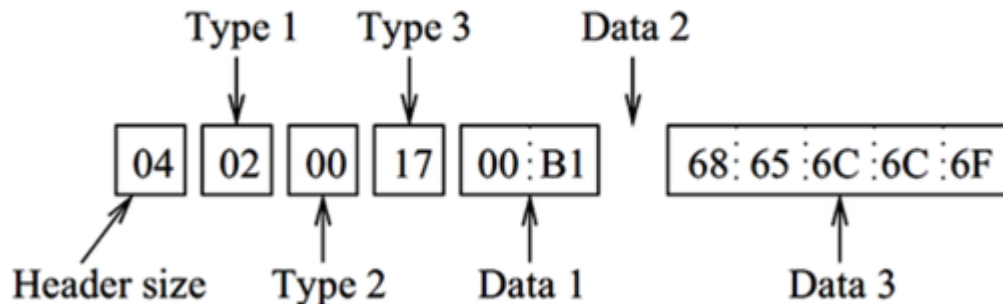 Type 1 Type 3 Data 2
04 02 00 17 00 B1 68 65 6C 6C 6F
Header size Type 2 Data 1 Data 3